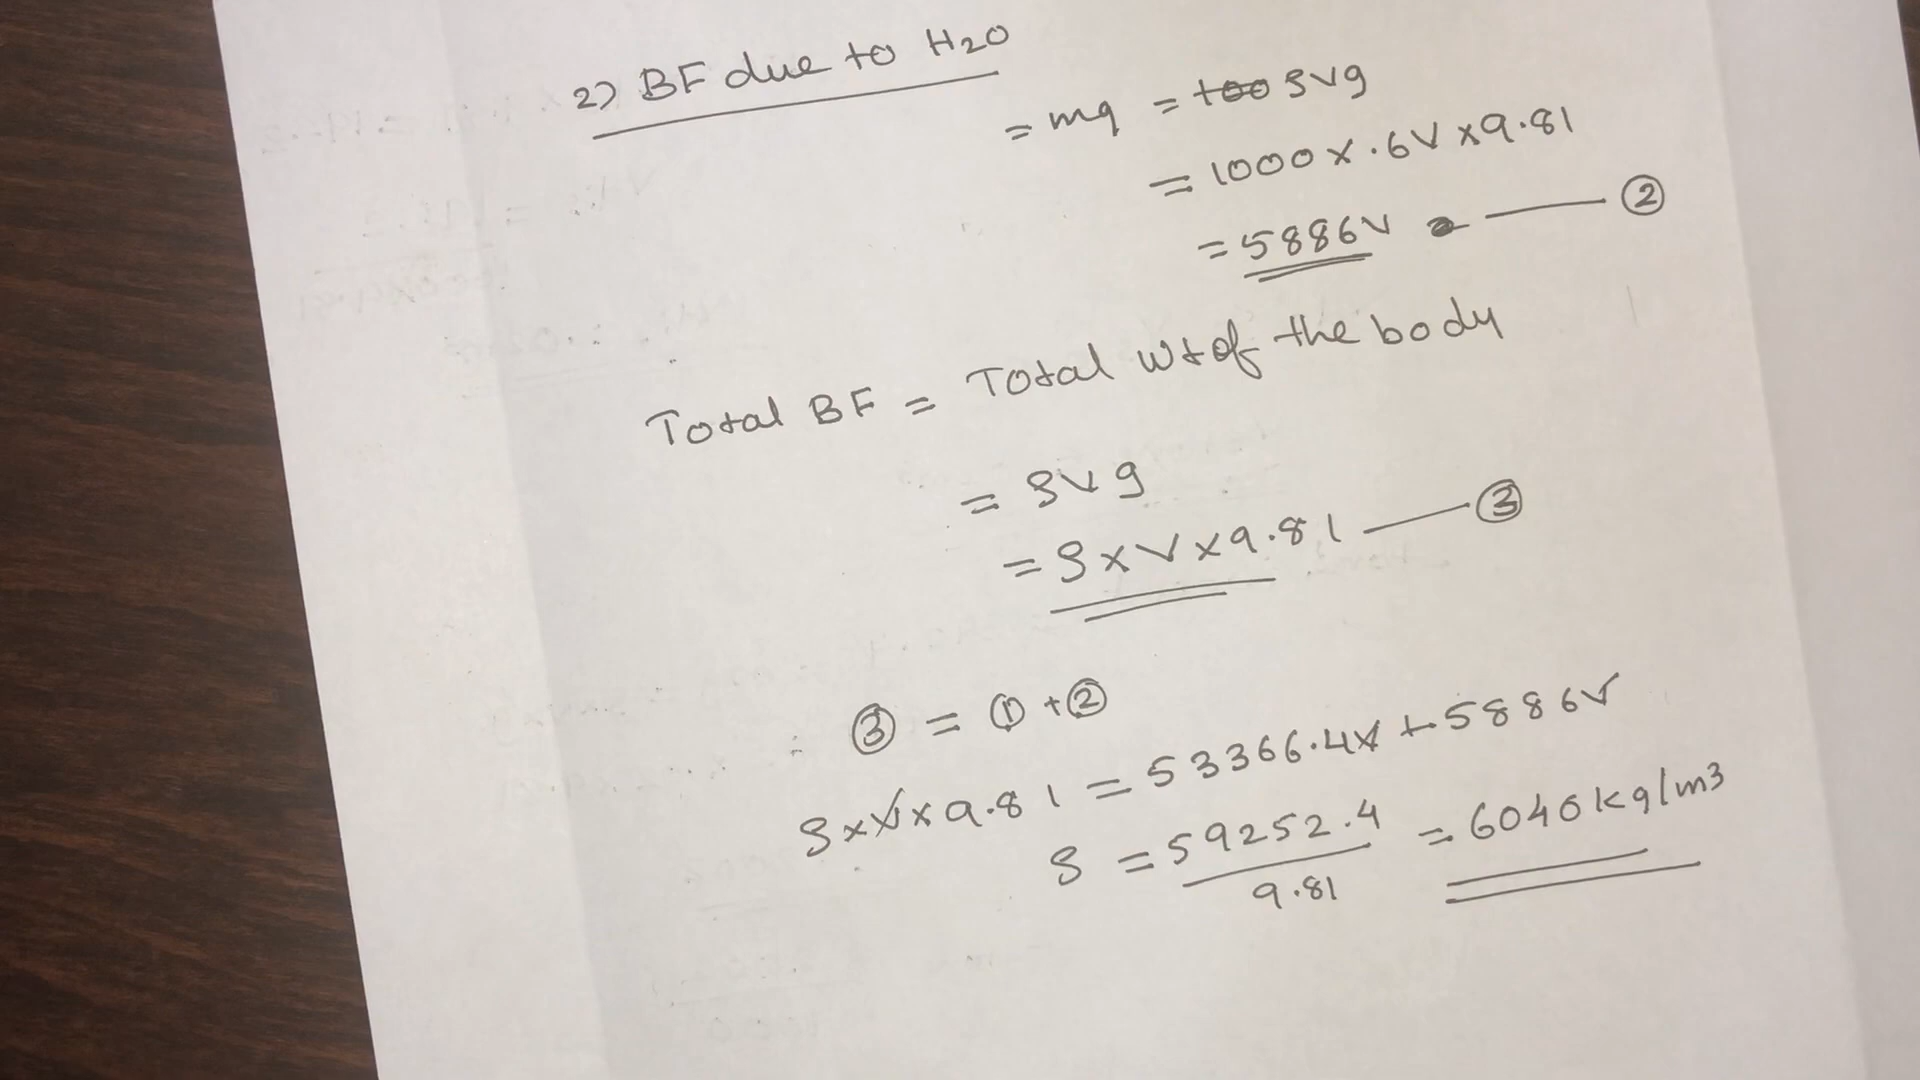 2) BF due to H2O
= mg = ρvg
= 1000 x .6V x 9.81
= 5886V — ②
Total BF = Total wt of the body
= ρvg
= ρ x V x 9.81 — ③
∴ ③ = ① + ②
ρ x V x 9.81 = 53366.4V + 5886V
ρ = 59252.4 / 9.81 = 6040 kg/m3